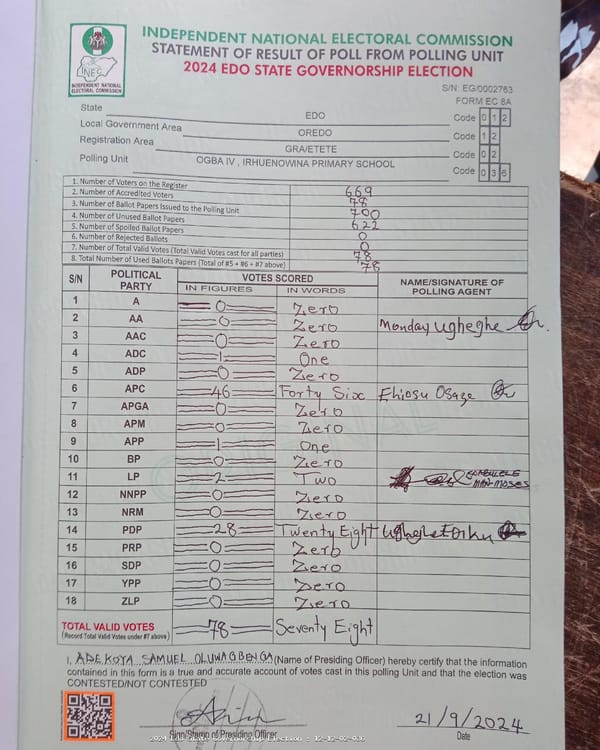 INEC
INDEPENDENT NATIONAL
ELECTORAL COMMISSION
INDEPENDENT NATIONAL ELECTORAL COMMISSION
STATEMENT OF RESULT OF POLL FROM POLLING UNIT
2024 EDO STATE GOVERNORSHIP ELECTION
S/N: EG/0002763
FORM EC 8A
State EDO Code 0 1 2
Local Government Area OREDO Code 1 2
Registration Area GRA/ETETE Code 0 2
Polling Unit OGBA IV , IRHUENOWINA PRIMARY SCHOOL Code 0 3 6
1. Number of Voters on the Register 669
2. Number of Accredited Voters 78
3. Number of Ballot Papers Issued to the Polling Unit 700
4. Number of Unused Ballot Papers 622
5. Number of Spoiled Ballot Papers 0
6. Number of Rejected Ballots 0
7. Number of Total Valid Votes (Total Valid Votes cast for all parties) 78
8. Total Number of Used Ballots Papers (Total of #5 + #6 + #7 above) 78
S/N POLITICAL PARTY VOTES SCORED NAME/SIGNATURE OF POLLING AGENT
IN FIGURES IN WORDS
1 A 0 Zero
2 AA 0 Zero Monday Ugheghe
3 AAC 0 Zero
4 ADC 1 One
5 ADP 0 Zero
6 APC 46 Forty Six Ehiosu Osaze
7 APGA 0 Zero
8 APM 0 Zero
9 APP 1 One
10 BP 0 Zero
11 LP 2 Two MAN-MOSES
12 NNPP 0 Zero
13 NRM 0 Zero
14 PDP 28 Twenty Eight
15 PRP 0 Zero
16 SDP 0 Zero
17 YPP 0 Zero
18 ZLP 0 Zero
TOTAL VALID VOTES 78 Seventy Eight
(Record Total Valid Votes under #7 above)
I, ADEKOYA SAMUEL OLUWAGBENGA (Name of Presiding Officer) hereby certify that the information
contained in this form is a true and accurate account of votes cast in this polling Unit and that the election was
CONTESTED/NOT CONTESTED
Sign/Stamp of Presiding Officer
21/9/2024
Date